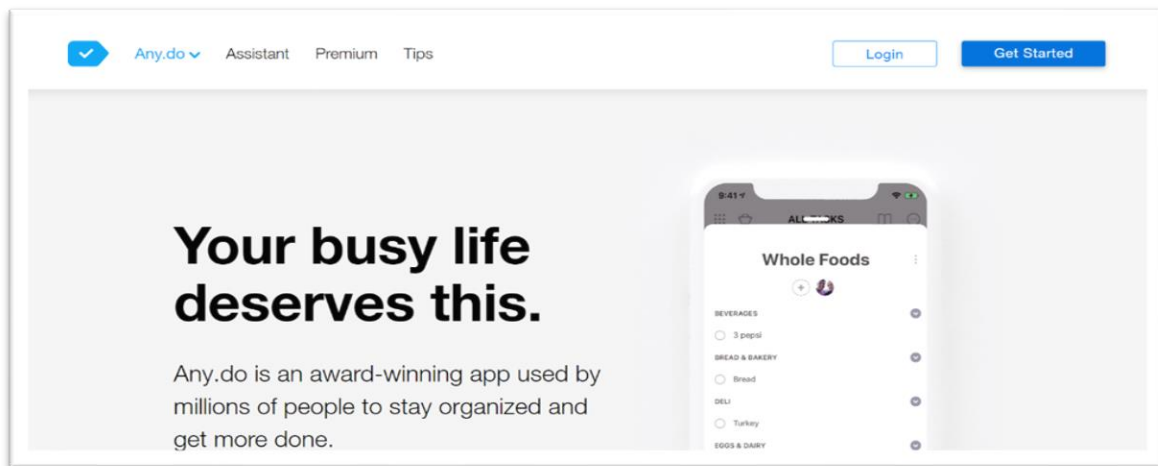 Any.do Assistant Premium Tips Login Get Started
Your busy life
deserves this.
Any.do is an award-winning app used by
millions of people to stay organized and
get more done.
9:41
Whole Foods
BEVERAGES
3 pepsi
BREAD & BAKERY
Bread
DELI
Turkey
EGGS & DAIRY